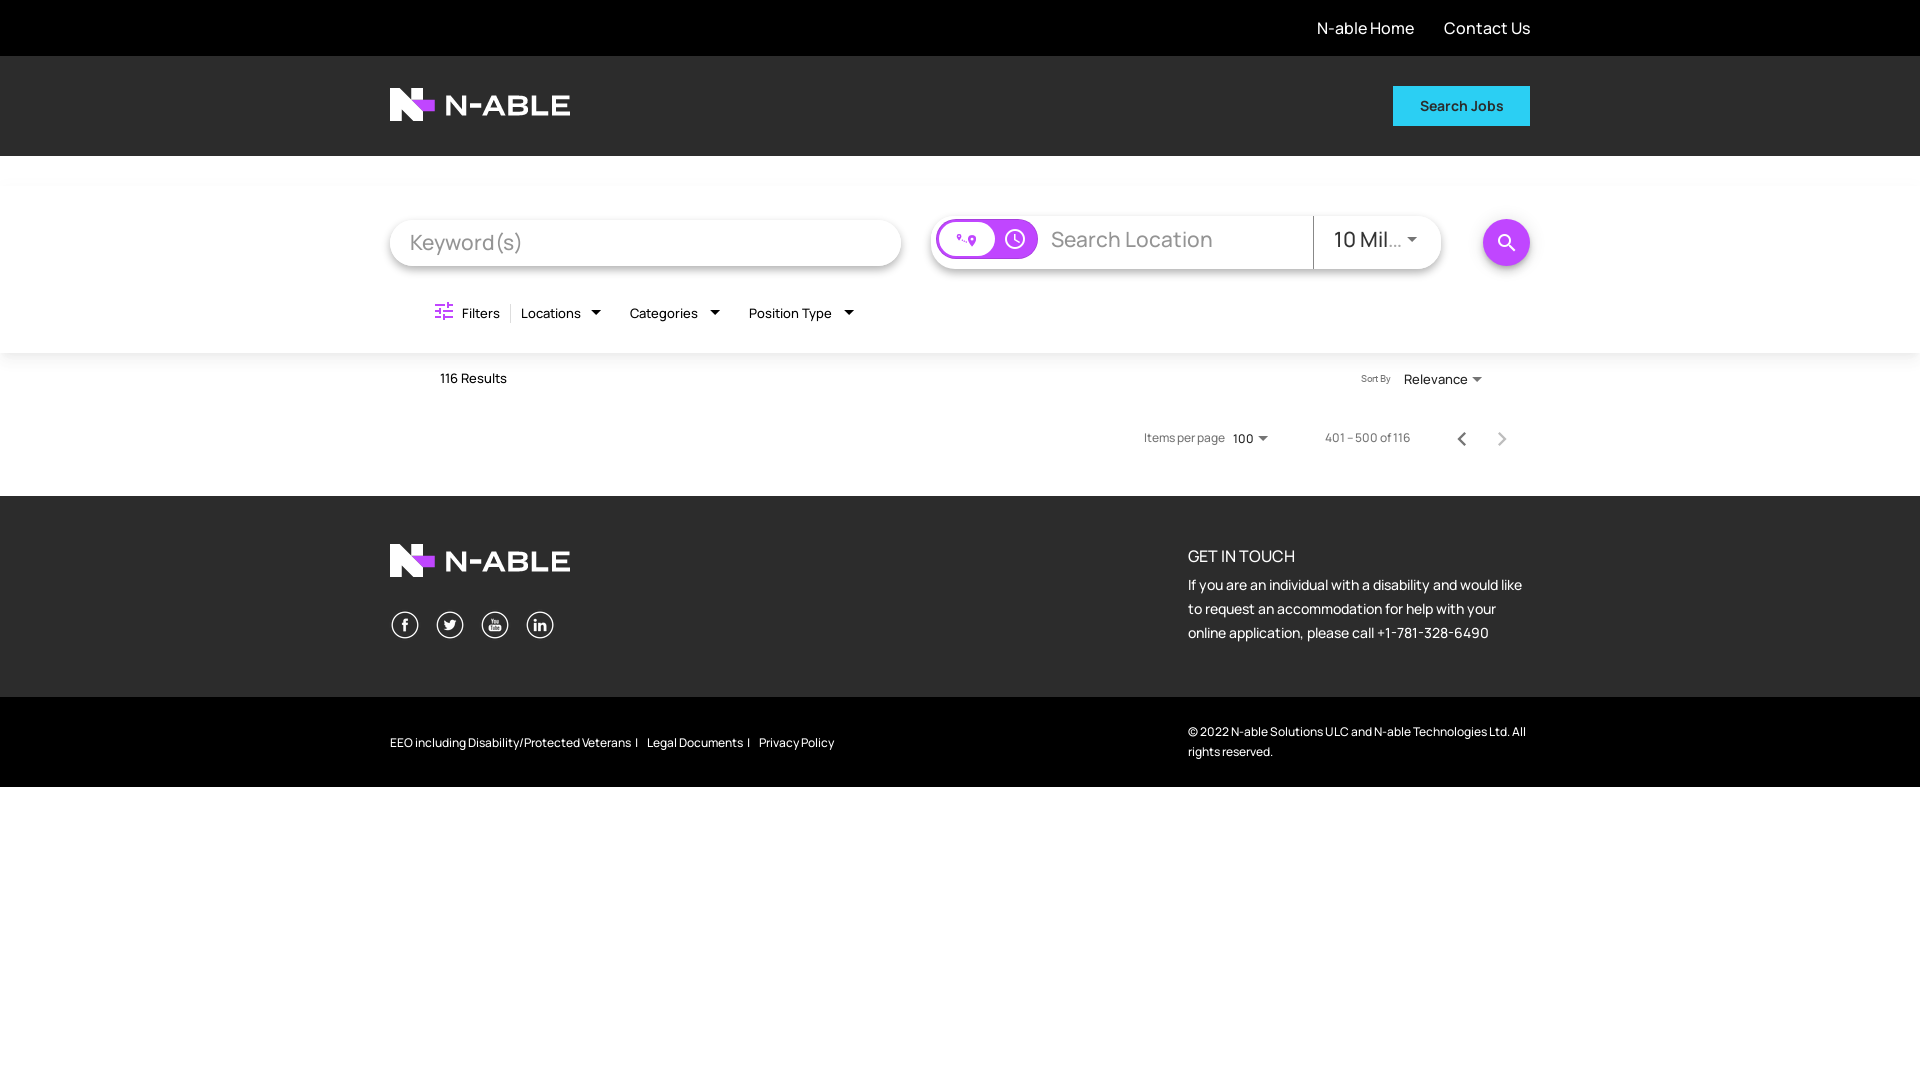 N-able Home Contact Us
N-ABLE
Search Jobs
Keyword(s)
Search Location
10 Mil...
Filters
Locations
Categories
Position Type
116 Results
Sort By Relevance
Items per page 100 401 – 500 of 116
N-ABLE
GET IN TOUCH
If you are an individual with a disability and would like
to request an accommodation for help with your
online application, please call +1-781-328-6490
EEO including Disability/Protected Veterans | Legal Documents | Privacy Policy
© 2022 N-able Solutions ULC and N-able Technologies Ltd. All
rights reserved.